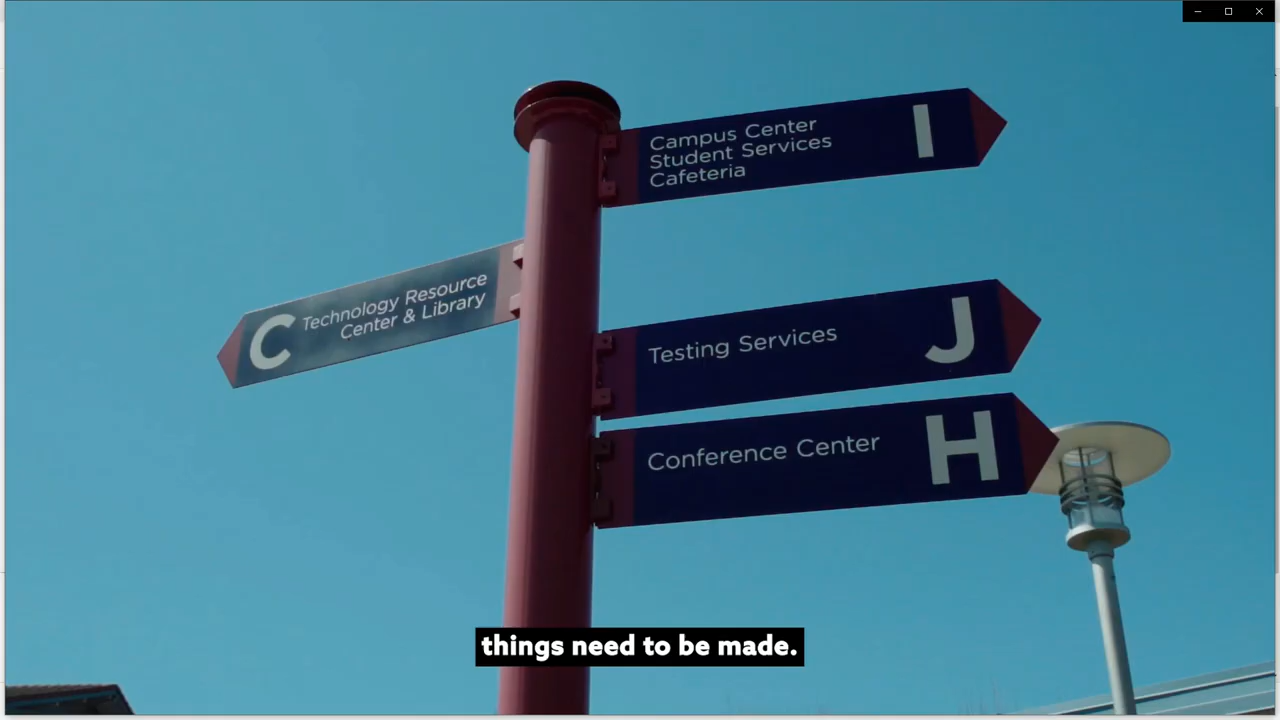 Campus Center
Student Services
Cafeteria
I
C
Technology Resource
Center & Library
Testing Services
J
Conference Center
H
things need to be made.